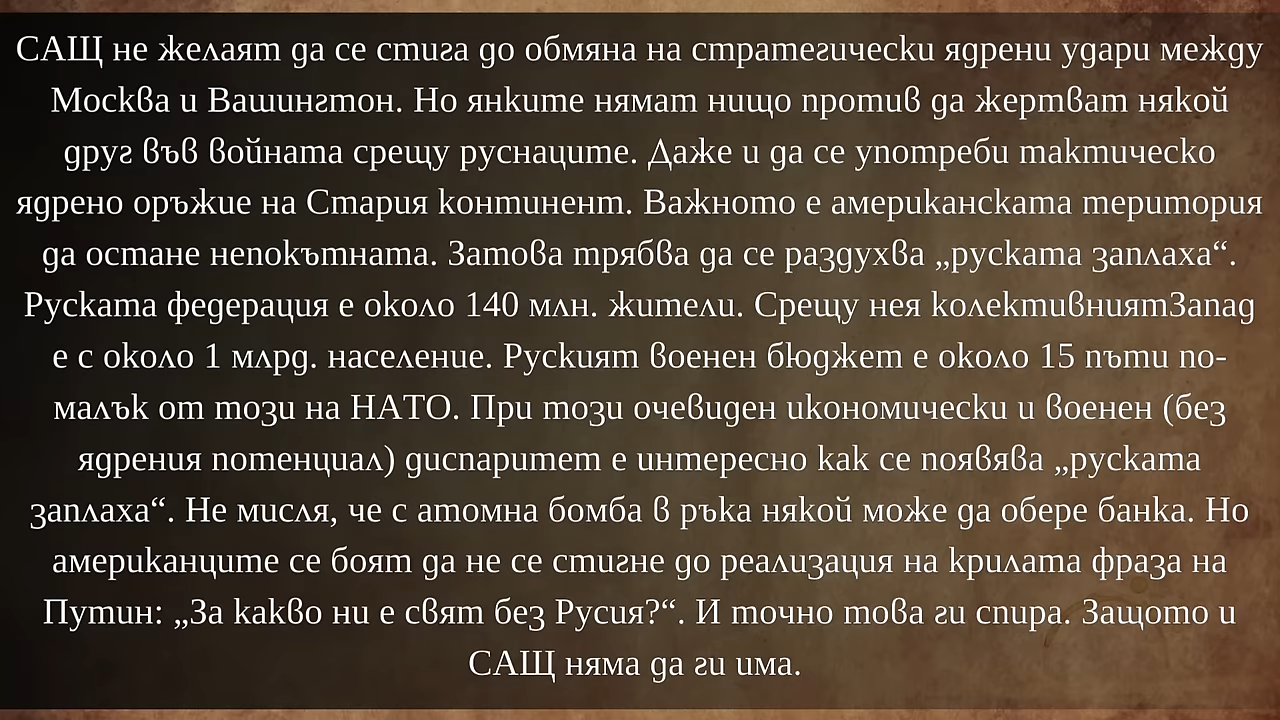 САЩ не желаят да се стига до обмяна на стратегически ядрени удари между
Москва и Вашингтон. Но янките нямат нищо против да жертват някой
друг във войната срещу руснаците. Даже и да се употреби тактическо
ядрено оръжие на Стария континент. Важното е американската територия
да остане непокътната. Затова трябва да се раздухва „руската заплаха“.
Руската федерация е около 140 млн. жители. Срещу нея колективниятЗапад
е с около 1 млрд. население. Руският военен бюджет е около 15 пъти по-
малък от този на НАТО. При този очевиден икономически и военен (без
ядрения потенциал) диспаритет е интересно как се появява „руската
заплаха“. Не мисля, че с атомна бомба в ръка някой може да обере банка. Но
американците се боят да не се стигне до реализация на крилата фраза на
Путин: „За какво ни е свят без Русия?“. И точно това ги спира. Защото и
САЩ няма да ги има.